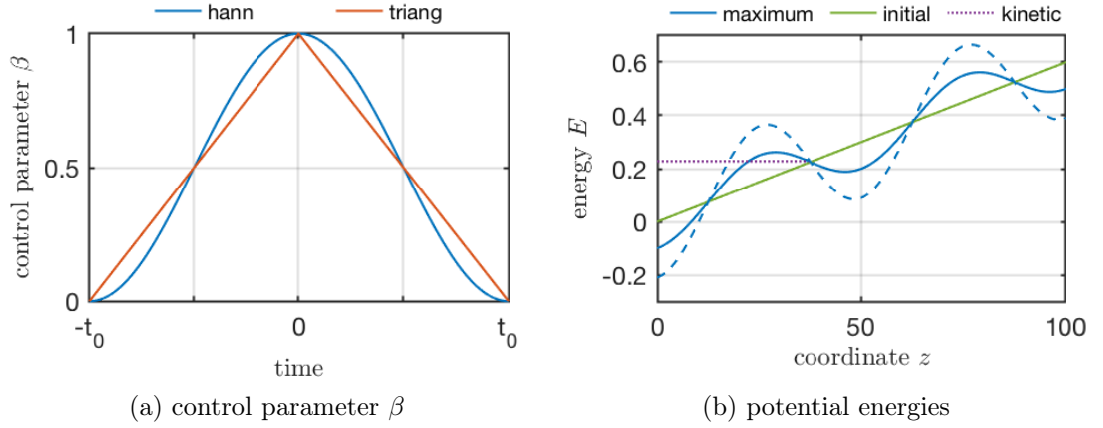 hann triang
control parameter β
1
0.5
0
-t₀ 0 t₀
time
(a) control parameter β
maximum initial kinetic
energy E
0.6
0.4
0.2
0
-0.2
0 50 100
coordinate z
(b) potential energies